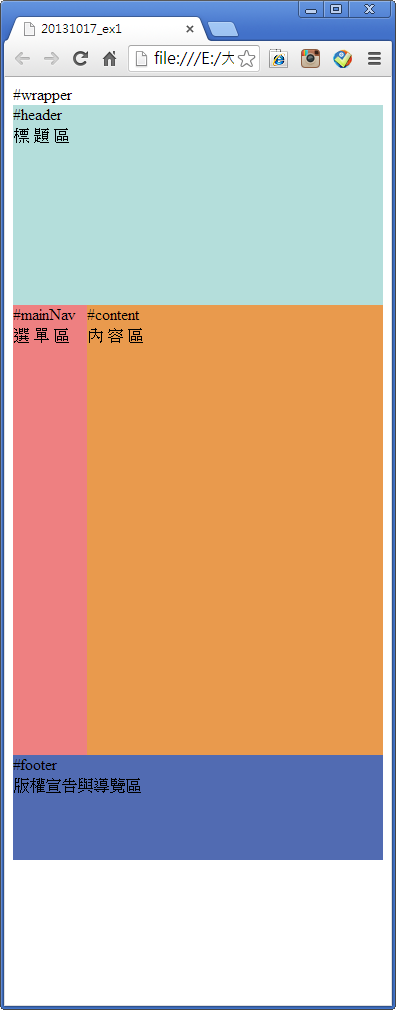 20131017_ex1
file:///E:/大
#wrapper
#header
標 題 區
#mainNav
選 單 區
#content
內 容 區
#footer
版權宣告與導覽區